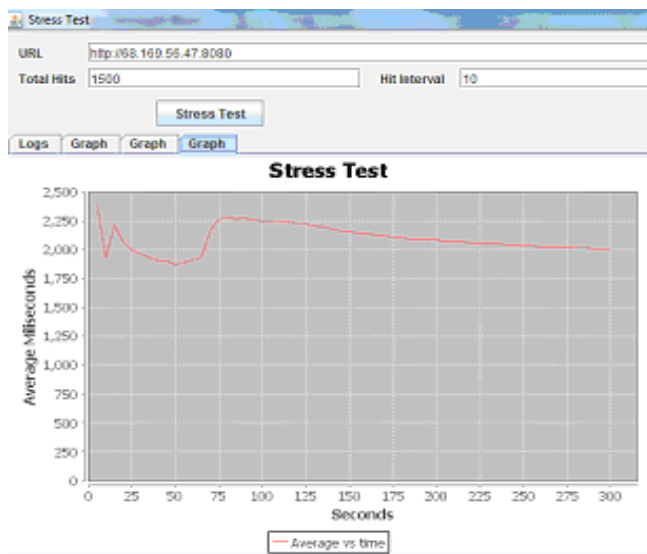 Stress Test
URL http://68.169.56.47:8080
Total Hits 1500 Hit Interval 10
Stress Test
Logs Graph Graph Graph
Stress Test
2,500
2,250
2,000
1,750
1,500
1,250
1,000
750
500
250
0
Average Miliseconds
0 25 50 75 100 125 150 175 200 225 250 275 300
Seconds
Average vs time